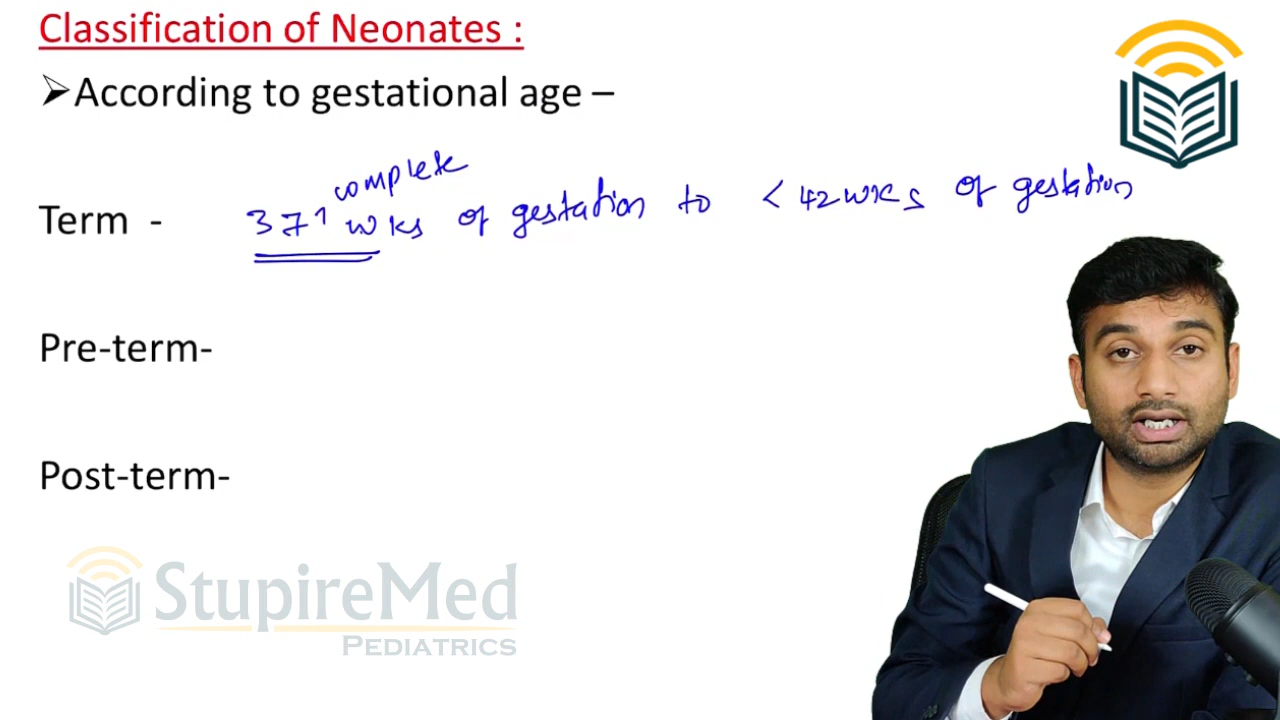 Classification of Neonates :
➢According to gestational age –
complete
Term - 37 wks of gestation to < 42 wks of gestation
Pre-term-
Post-term-
StupireMed
PEDIATRICS